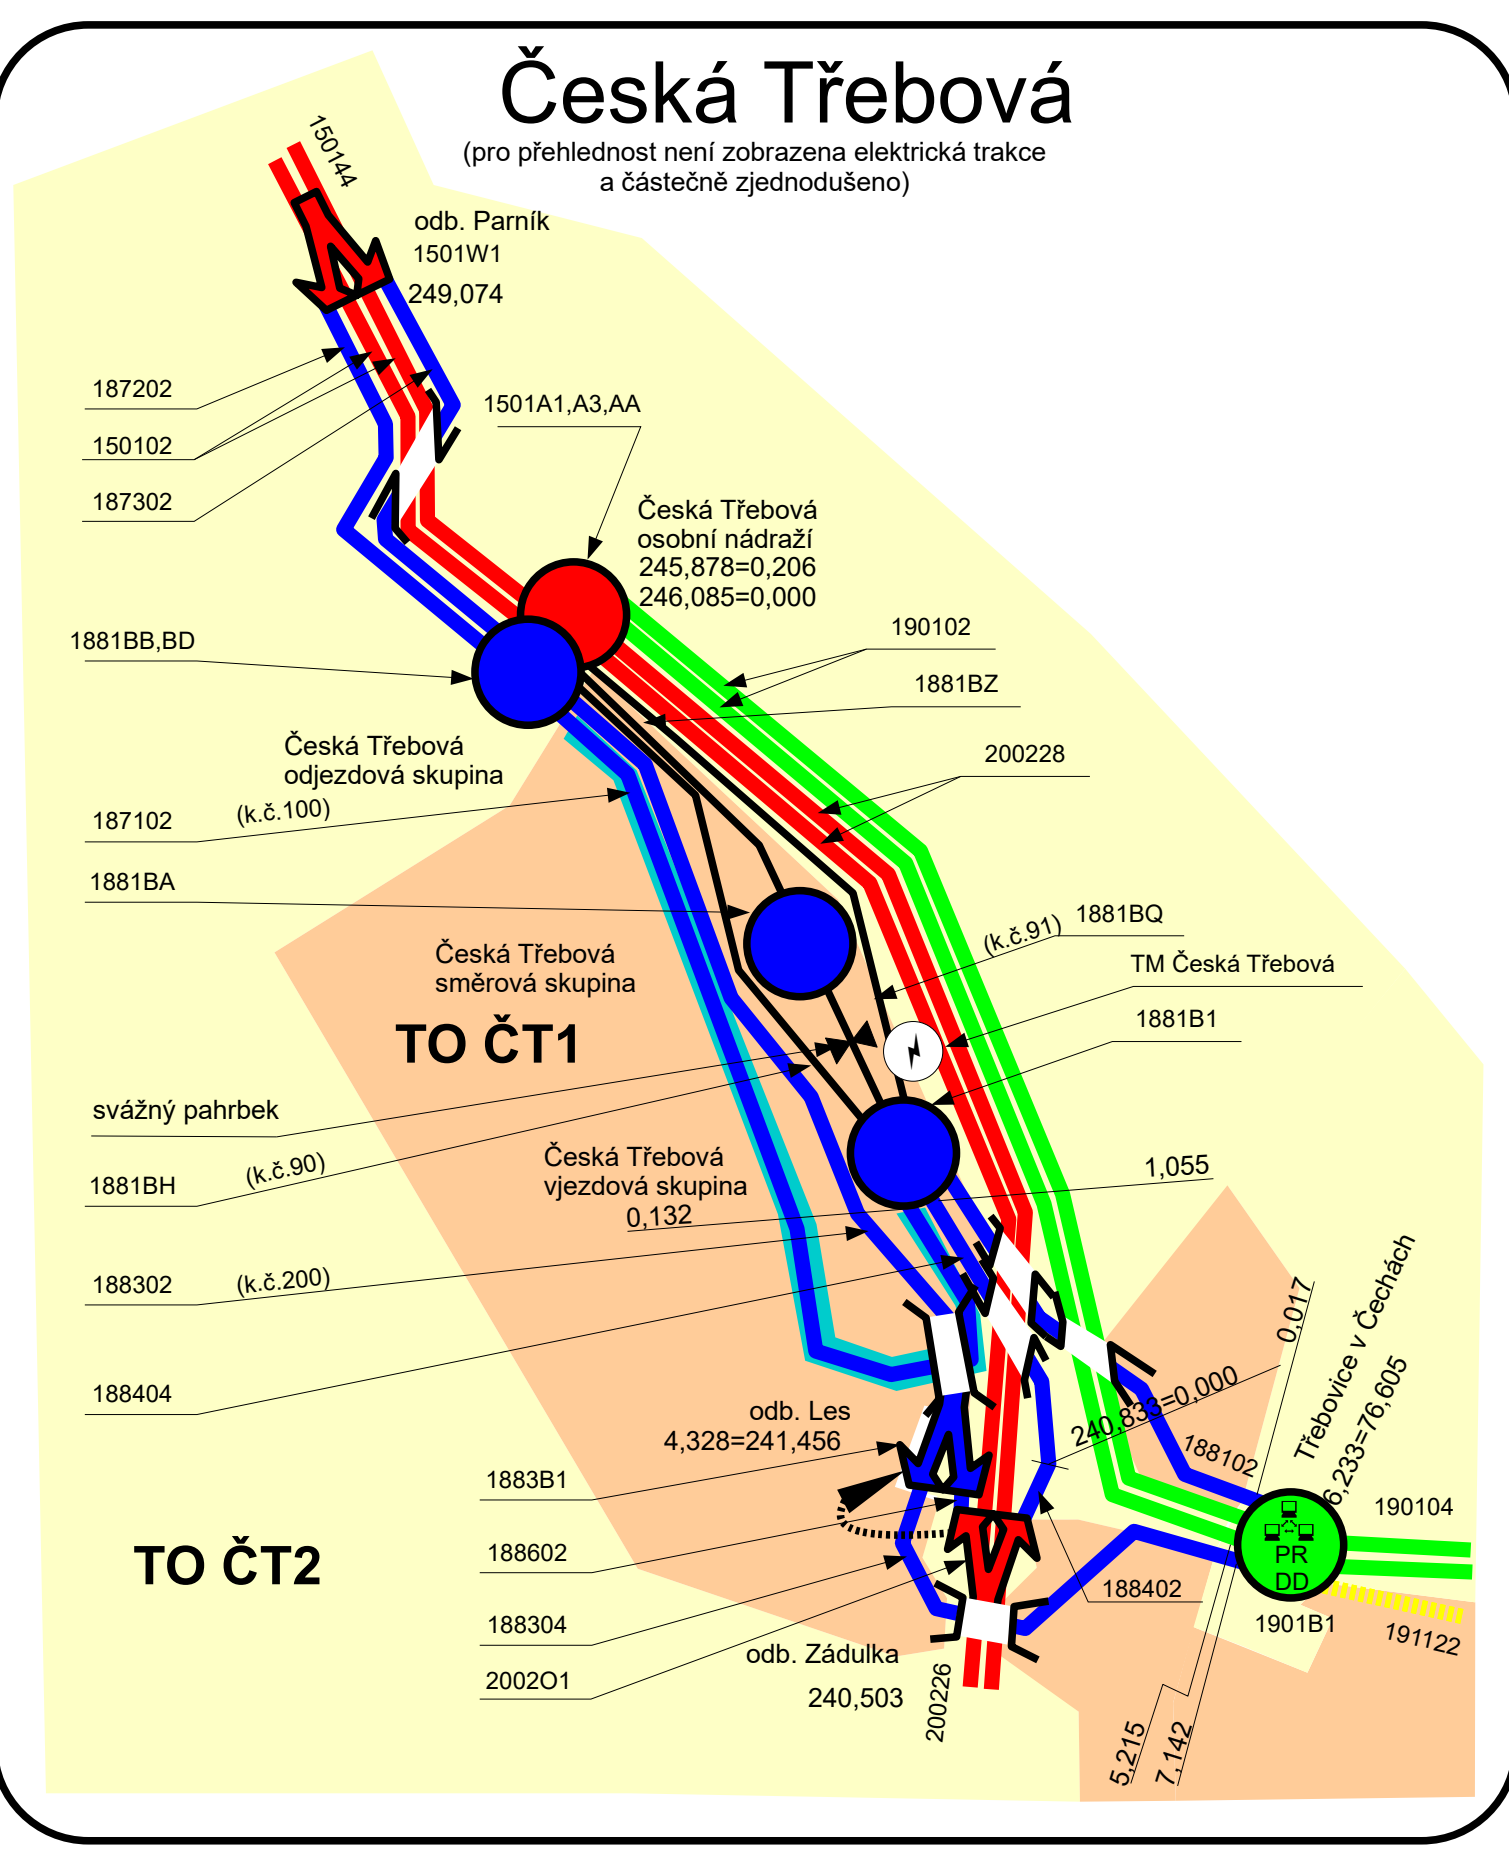 Česká Třebová
(pro přehlednost není zobrazena elektrická trakce
a částečně zjednodušeno)
150144
odb. Parník
1501W1
249,074
187202
150102
187302
1501A1,A3,AA
Česká Třebová
osobní nádraží
245,878=0,206
246,085=0,000
190102
1881BB,BD
1881BZ
Česká Třebová
odjezdová skupina
200228
187102
(k.č.100)
1881BA
1881BQ
(k.č.91)
Česká Třebová
směrová skupina
TM Česká Třebová
TO ČT1
1881B1
svážný pahrbek
Česká Třebová
vjezdová skupina
0,132
1,055
1881BH
(k.č.90)
188302
(k.č.200)
0,017
Třebovice v Čechách
6,233=76,605
188404
240,833=0,000
odb. Les
4,328=241,456
188102
1883B1
190104
TO ČT2
188602
PR
DD
188402
188304
1901B1
191122
odb. Zádulka
2002O1
240,503
200226
5,215
7,142